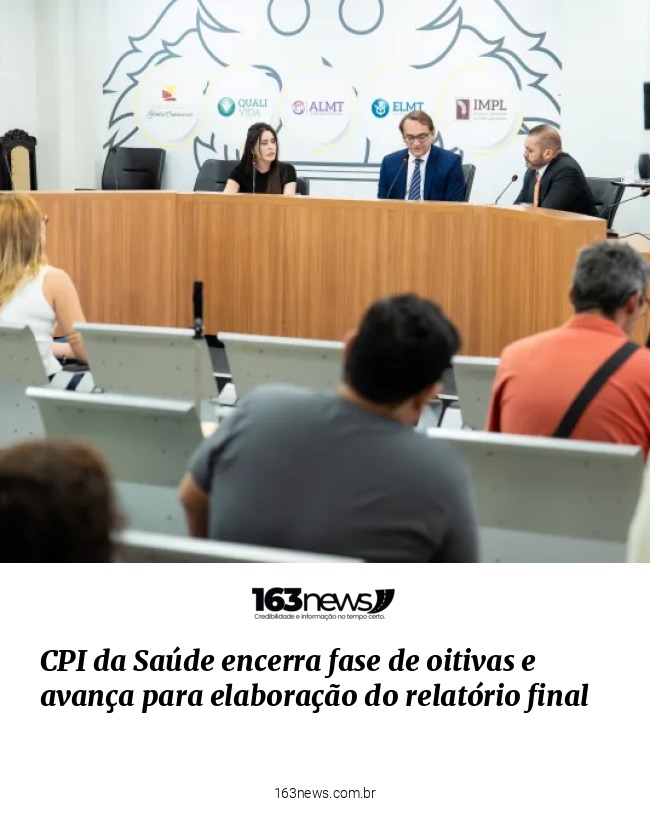 QUALI
VIDA
ALMT
ELMT
IMPL
163news
Credibilidade e informação no tempo certo.
CPI da Saúde encerra fase de oitivas e
avança para elaboração do relatório final
163news.com.br